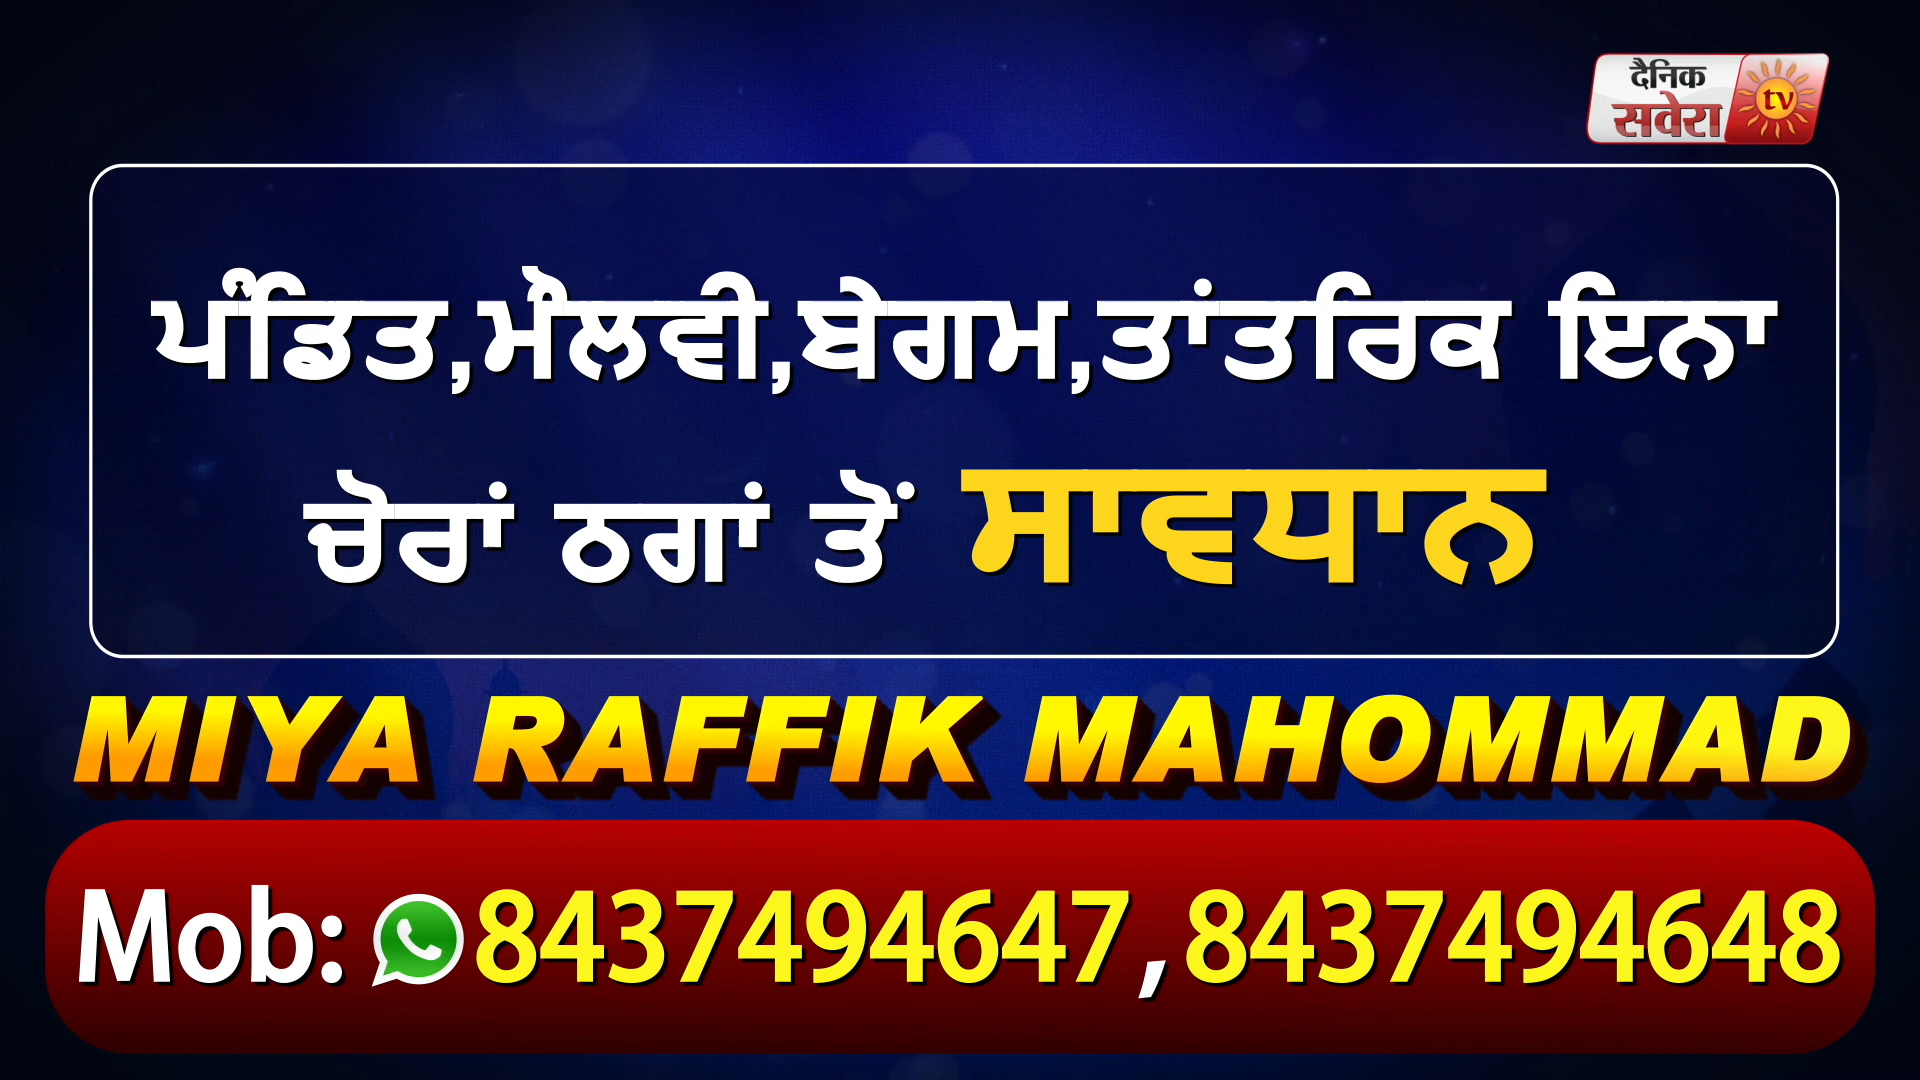 दैनिक
सवेरा tv
ਪੰਡਿਤ,ਮੌਲਵੀ,ਬੇਗਮ,ਤਾਂਤਰਿਕ ਇਨਾ
ਚੋਰਾਂ ਠਗਾਂ ਤੋਂ ਸਾਵਧਾਨ
MIYA RAFFIK MAHOMMAD
Mob: 8437494647, 8437494648